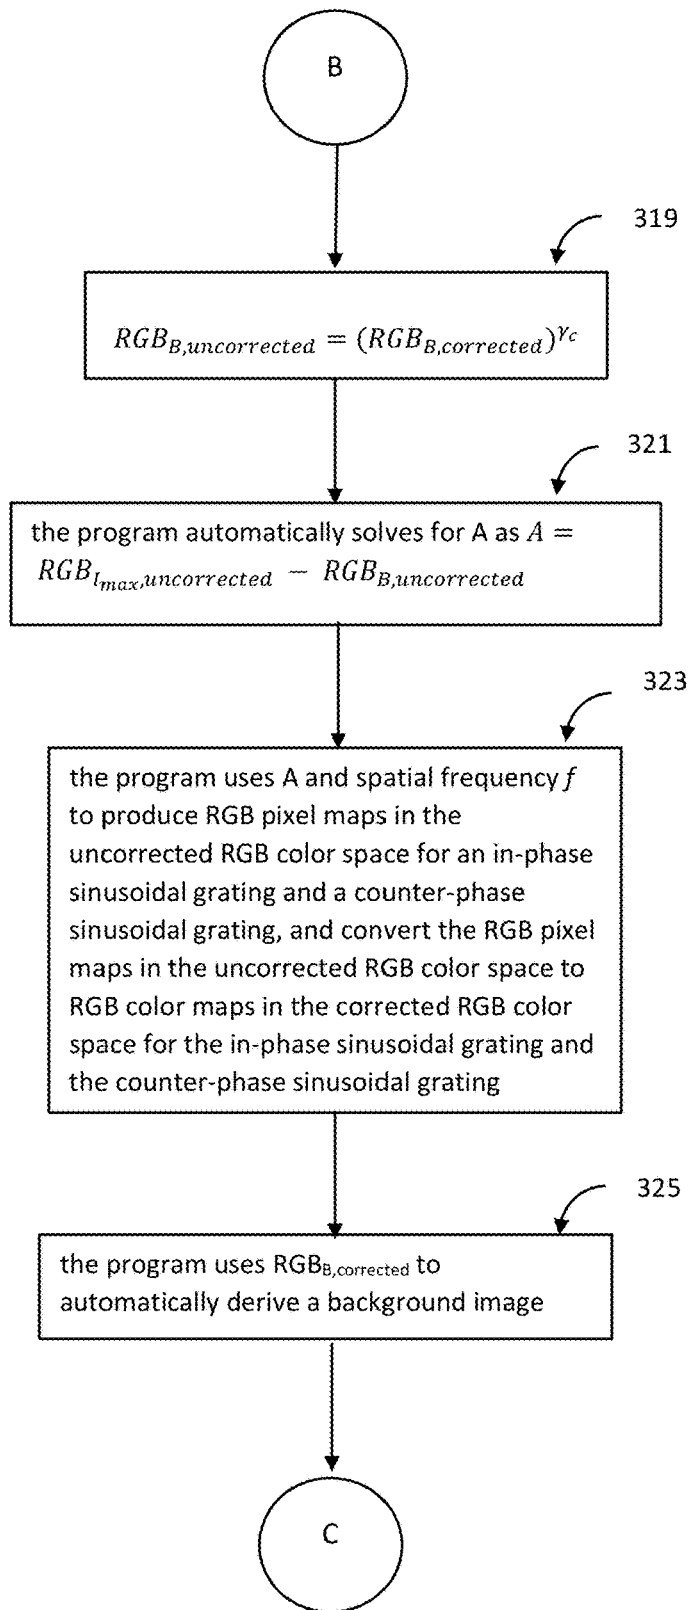 B
319
RGB_{B,uncorrected} = (RGB_{B,corrected})^{γ_c}
321
the program automatically solves for A as A =
RGB_{I_{max},uncorrected} − RGB_{B,uncorrected}
323
the program uses A and spatial frequency f
to produce RGB pixel maps in the
uncorrected RGB color space for an in-phase
sinusoidal grating and a counter-phase
sinusoidal grating, and convert the RGB pixel
maps in the uncorrected RGB color space to
RGB color maps in the corrected RGB color
space for the in-phase sinusoidal grating and
the counter-phase sinusoidal grating
325
the program uses RGB_{B,corrected} to
automatically derive a background image
C